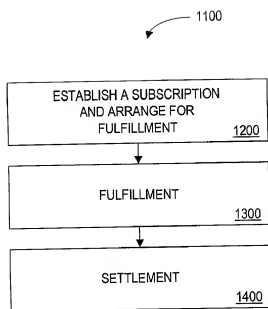 1100
ESTABLISH A SUBSCRIPTION
AND ARRANGE FOR
FULFILLMENT
1200
FULFILLMENT
1300
SETTLEMENT
1400